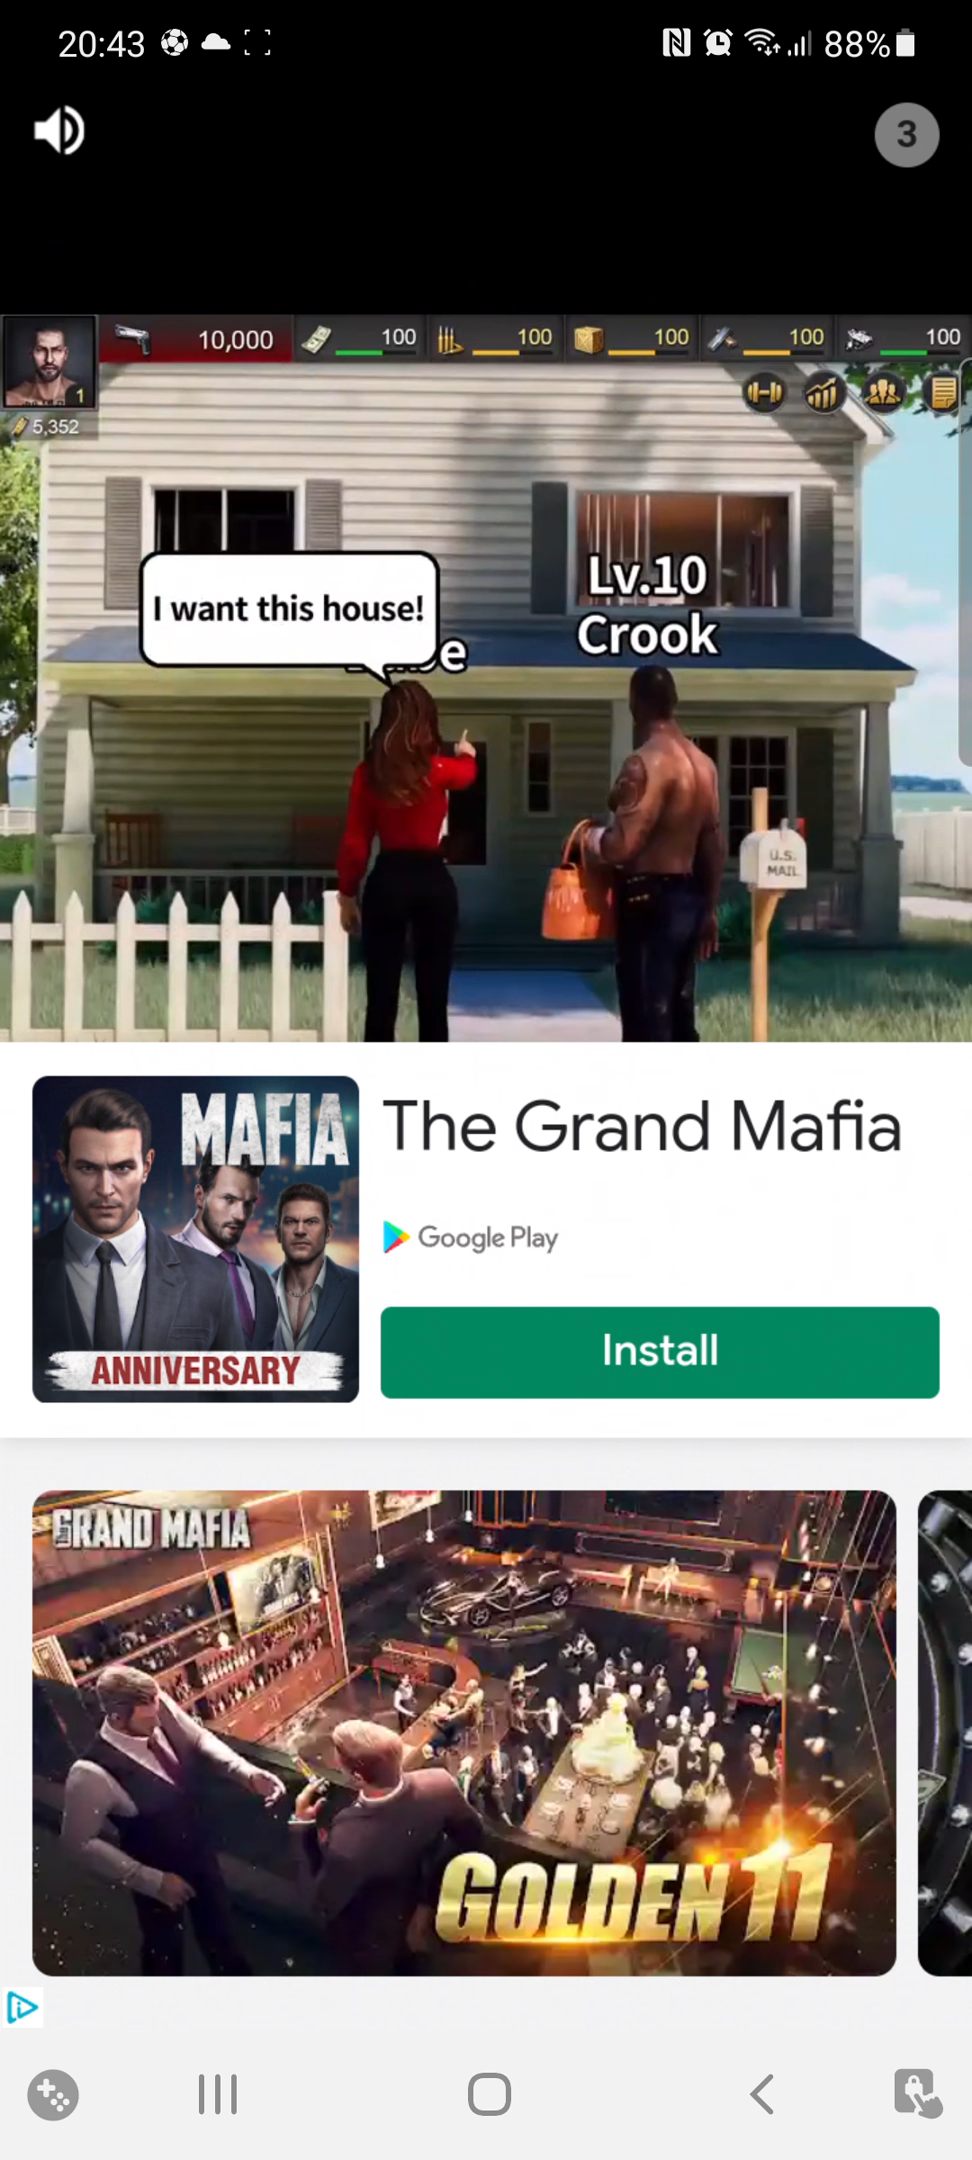 20:43 88%
3
10,000 100 100 100 100 100
1
5,352
Lv.10
I want this house!
Crook
U.S.
MAIL
MAFIA
The Grand Mafia
Google Play
Install
ANNIVERSARY
GRAND MAFIA
GOLDEN 11